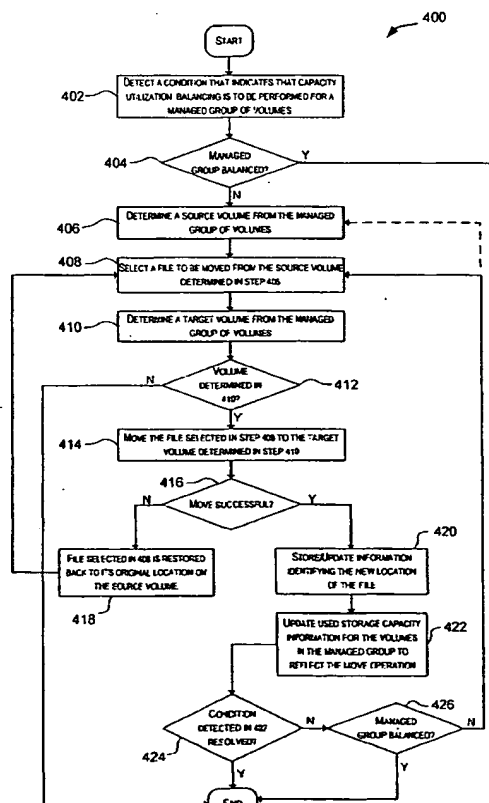 400
START
402
DETECT A CONDITION THAT INDICATES THAT CAPACITY
UTILIZATION BALANCING IS TO BE PERFORMED FOR A
MANAGED GROUP OF VOLUMES
404
MANAGED
GROUP BALANCED?
Y
N
406
DETERMINE A SOURCE VOLUME FROM THE MANAGED
GROUP OF VOLUMES
408
SELECT A FILE TO BE MOVED FROM THE SOURCE VOLUME
DETERMINED IN STEP 406
410
DETERMINE A TARGET VOLUME FROM THE MANAGED
GROUP OF VOLUMES
N
VOLUME
DETERMINED IN
410?
412
Y
414
MOVE THE FILE SELECTED IN STEP 408 TO THE TARGET
VOLUME DETERMINED IN STEP 410
416
N
MOVE SUCCESSFUL?
Y
FILE SELECTED IN 408 IS RESTORED
BACK TO IT'S ORIGINAL LOCATION ON
THE SOURCE VOLUME
418
420
STORE/UPDATE INFORMATION
IDENTIFYING THE NEW LOCATION
OF THE FILE
UPDATE USED STORAGE CAPACITY
INFORMATION FOR THE VOLUMES
IN THE MANAGED GROUP TO
REFLECT THE MOVE OPERATION
422
426
CONDITION
DETECTED IN 402
RESOLVED?
424
N
MANAGED
GROUP BALANCED?
N
Y
Y
END